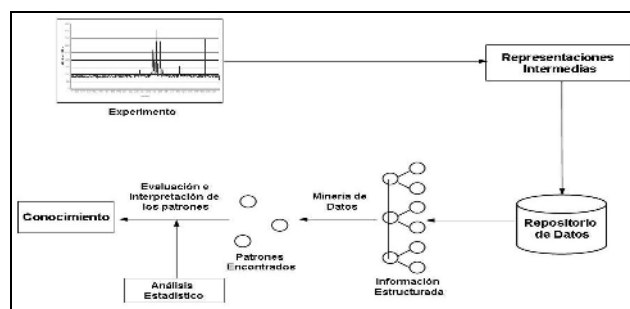 Experimento
Representaciones
Intermedias
Repositorio
de Datos
Información
Estructurada
Minería de
Datos
Patrones
Encontrados
Evaluación e
interpretación de
los patrones
Análisis
Estadístico
Conocimiento